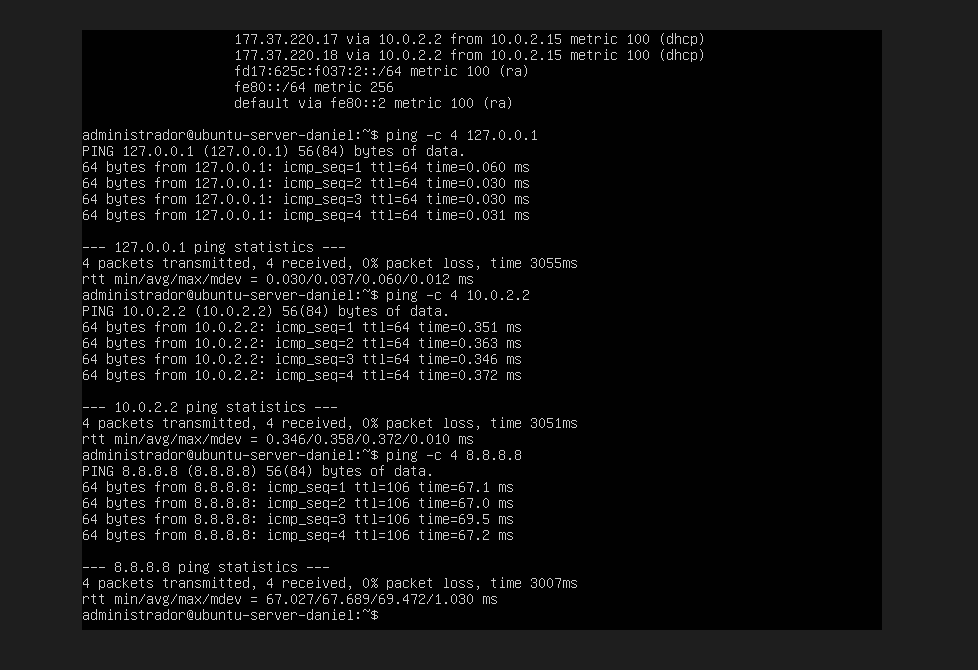 177.37.220.17 via 10.0.2.2 from 10.0.2.15 metric 100 (dhcp)
177.37.220.18 via 10.0.2.2 from 10.0.2.15 metric 100 (dhcp)
fd17:625c:f037:2::/64 metric 100 (ra)
fe80::/64 metric 256
default via fe80::2 metric 100 (ra)
administrador@ubuntu-server-daniel:~$ ping -c 4 127.0.0.1
PING 127.0.0.1 (127.0.0.1) 56(84) bytes of data.
64 bytes from 127.0.0.1: icmp_seq=1 ttl=64 time=0.060 ms
64 bytes from 127.0.0.1: icmp_seq=2 ttl=64 time=0.030 ms
64 bytes from 127.0.0.1: icmp_seq=3 ttl=64 time=0.030 ms
64 bytes from 127.0.0.1: icmp_seq=4 ttl=64 time=0.031 ms
--- 127.0.0.1 ping statistics ---
4 packets transmitted, 4 received, 0% packet loss, time 3055ms
rtt min/avg/max/mdev = 0.030/0.037/0.060/0.012 ms
administrador@ubuntu-server-daniel:~$ ping -c 4 10.0.2.2
PING 10.0.2.2 (10.0.2.2) 56(84) bytes of data.
64 bytes from 10.0.2.2: icmp_seq=1 ttl=64 time=0.351 ms
64 bytes from 10.0.2.2: icmp_seq=2 ttl=64 time=0.363 ms
64 bytes from 10.0.2.2: icmp_seq=3 ttl=64 time=0.346 ms
64 bytes from 10.0.2.2: icmp_seq=4 ttl=64 time=0.372 ms
--- 10.0.2.2 ping statistics ---
4 packets transmitted, 4 received, 0% packet loss, time 3051ms
rtt min/avg/max/mdev = 0.346/0.358/0.372/0.010 ms
administrador@ubuntu-server-daniel:~$ ping -c 4 8.8.8.8
PING 8.8.8.8 (8.8.8.8) 56(84) bytes of data.
64 bytes from 8.8.8.8: icmp_seq=1 ttl=106 time=67.1 ms
64 bytes from 8.8.8.8: icmp_seq=2 ttl=106 time=67.0 ms
64 bytes from 8.8.8.8: icmp_seq=3 ttl=106 time=69.5 ms
64 bytes from 8.8.8.8: icmp_seq=4 ttl=106 time=67.2 ms
--- 8.8.8.8 ping statistics ---
4 packets transmitted, 4 received, 0% packet loss, time 3007ms
rtt min/avg/max/mdev = 67.027/67.689/69.472/1.030 ms
administrador@ubuntu-server-daniel:~$